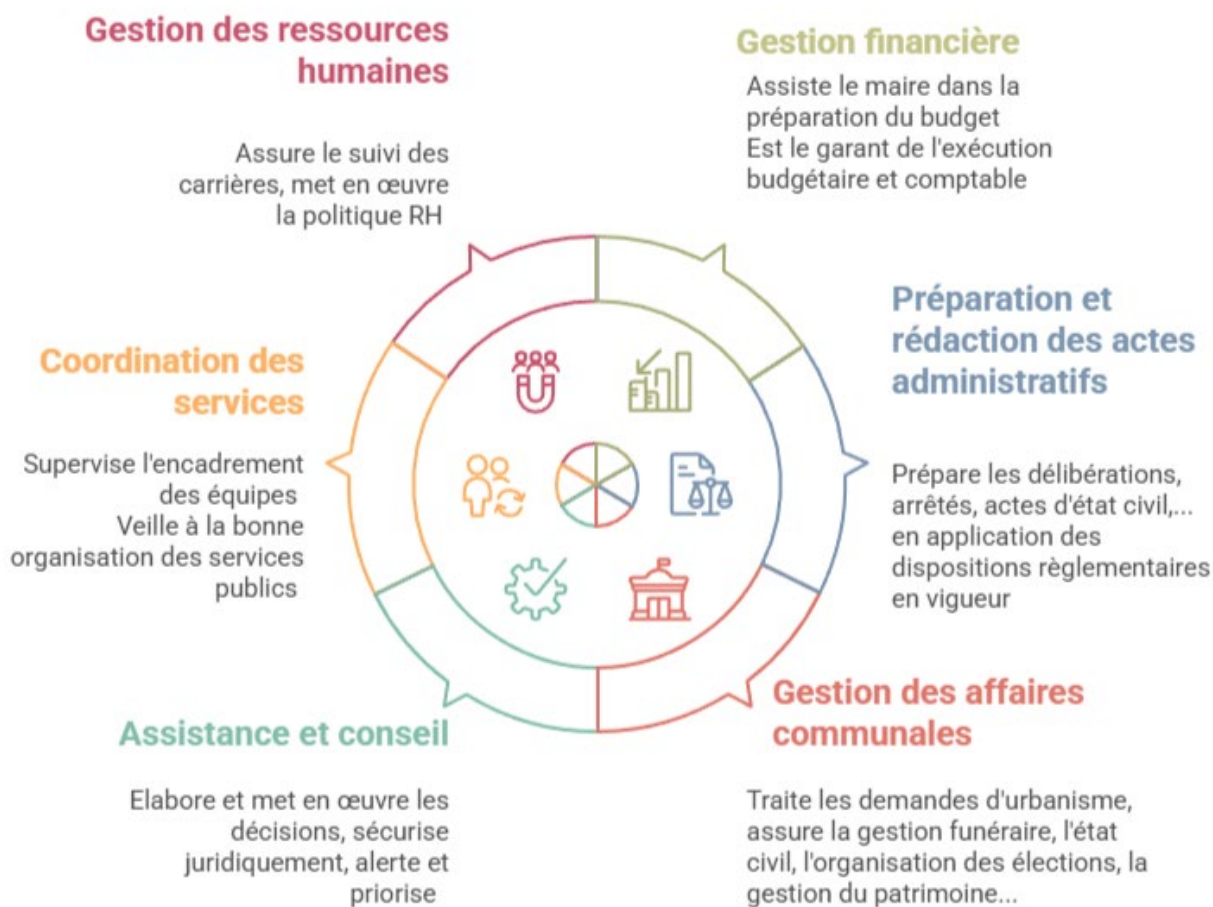 Gestion des ressources
humaines
Assure le suivi des
carrières, met en œuvre
la politique RH
Gestion financière
Assiste le maire dans la
préparation du budget
Est le garant de l'exécution
budgétaire et comptable
Préparation et
rédaction des actes
administratifs
Prépare les délibérations,
arrêtés, actes d'état civil,...
en application des
dispositions règlementaires
en vigueur
Coordination des
services
Supervise l'encadrement
des équipes
Veille à la bonne
organisation des services
publics
Assistance et conseil
Elabore et met en œuvre les
décisions, sécurise
juridiquement, alerte et
priorise
Gestion des affaires
communales
Traite les demandes d'urbanisme,
assure la gestion funéraire, l'état
civil, l'organisation des élections, la
gestion du patrimoine...